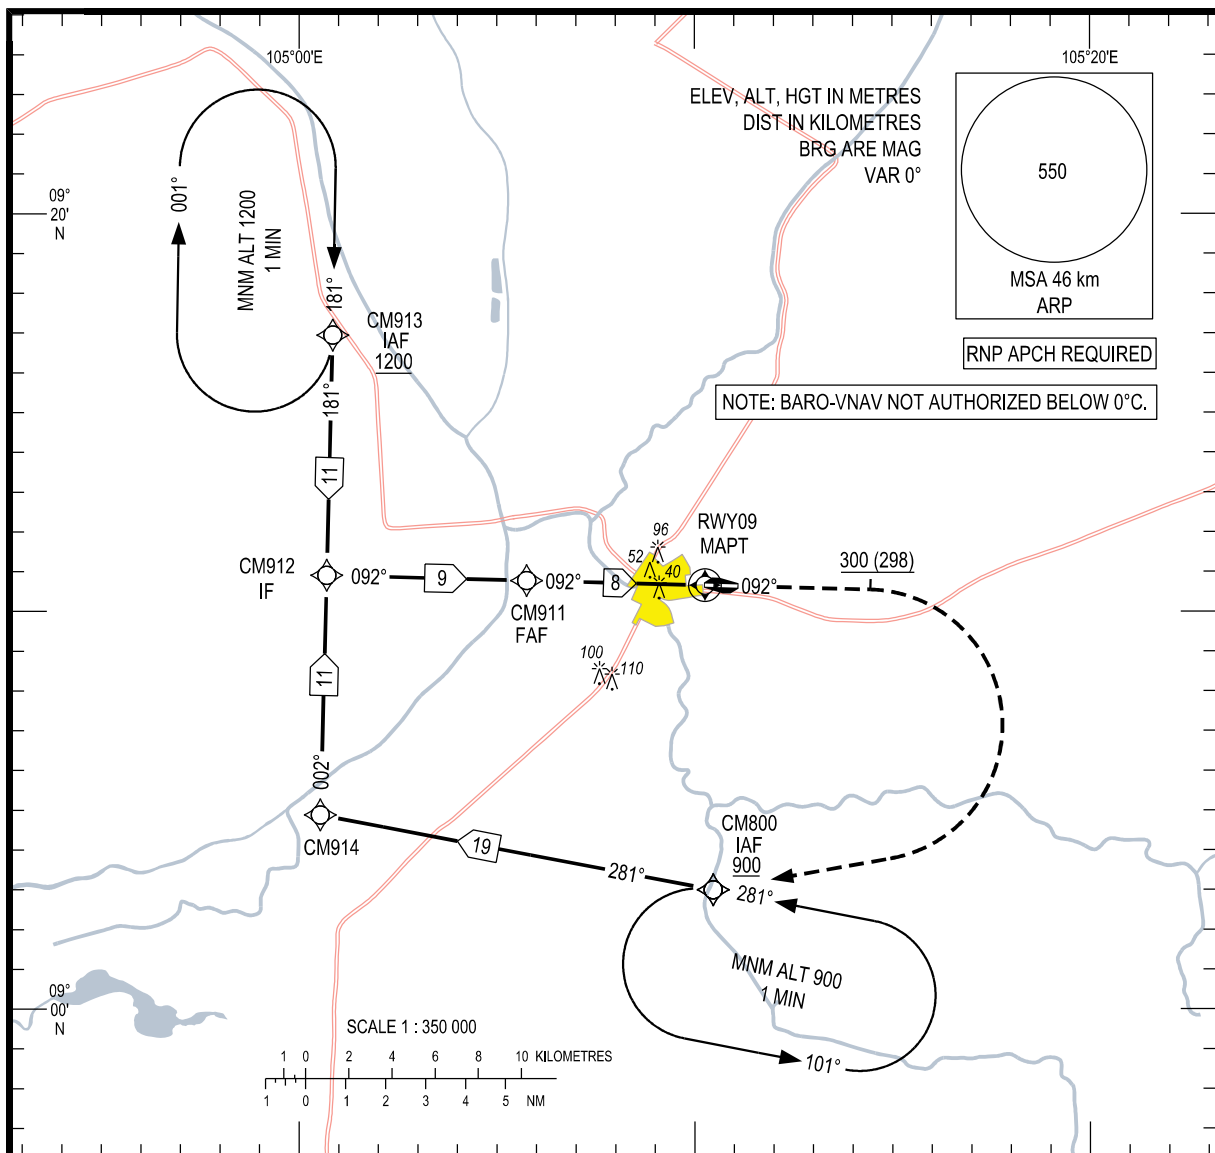 105°00'E
105°20'E
ELEV, ALT, HGT IN METRES
DIST IN KILOMETRES
BRG ARE MAG
VAR 0°
550
MSA 46 km
ARP
RNP APCH REQUIRED
NOTE: BARO-VNAV NOT AUTHORIZED BELOW 0°C.
09°
20'
N
001°
MNM ALT 1200
1 MIN
181°
CM913
IAF
1200
181°
11
CM912
IF
092°
9
092°
CM911
FAF
8
52
96
40
RWY09
MAPT
092°
300 (298)
100
110
11
002°
CM914
19
281°
CM800
IAF
900
281°
MNM ALT 900
1 MIN
101°
09°
00'
N
SCALE 1 : 350 000
1 0 2 4 6 8 10 KILOMETRES
1 0 1 2 3 4 5 NM